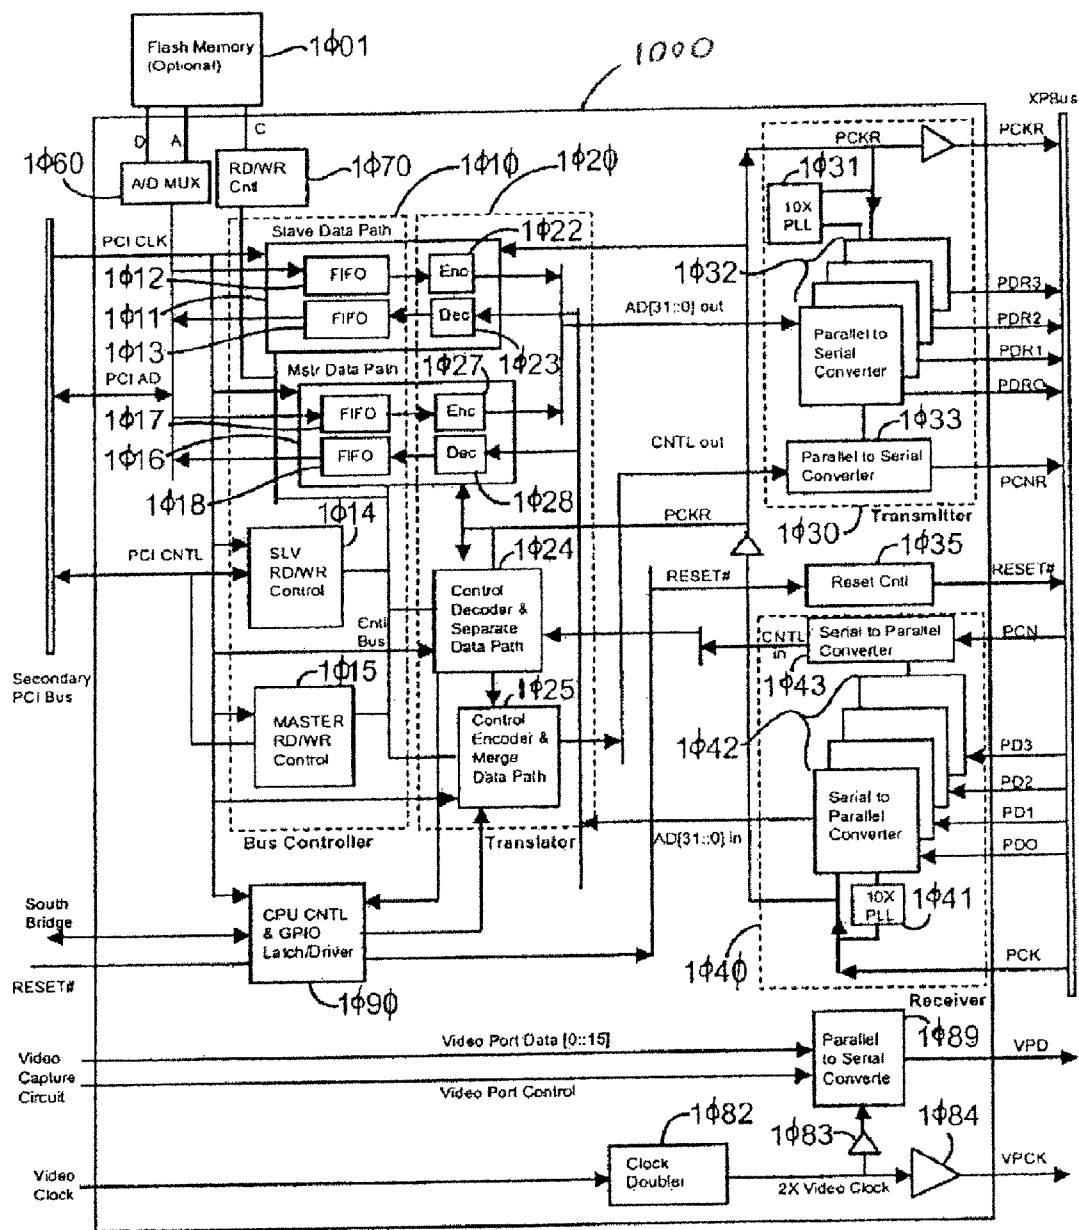 Flash Memory
(Optional)
1ϕ01
1000
XPBus
D
A
C
PCKR
PCKR
1ϕ60
A/D MUX
RD/WR
Cntl
1ϕ70
1ϕ1ϕ
1ϕ2ϕ
1ϕ31
10X
PLL
Slave Data Path
1ϕ22
PCI CLK
1ϕ12
FIFO
Enc
1ϕ32
PDR3
1ϕ11
FIFO
Dec
AD[31::0] out
Parallel to
Serial
Converter
PDR2
1ϕ13
1ϕ23
PDR1
PCI AD
Mstr Data Path
1ϕ27
PDRO
1ϕ17
FIFO
Enc
1ϕ33
1ϕ16
FIFO
Dec
CNTL out
Parallel to Serial
Converter
PCNR
1ϕ18
1ϕ28
1ϕ14
PCKR
1ϕ30
Transmitter
PCI CNTL
SLV
RD/WR
Control
1ϕ24
1ϕ35
RESET#
Reset Cntl
RESET#
Control
Decoder &
Separate
Data Path
Cntl
Bus
CNTL
in
Serial to Parallel
Converter
PCN
1ϕ43
Secondary
PCI Bus
1ϕ15
1ϕ25
MASTER
RD/WR
Control
Control
Encoder &
Merge
Data Path
1ϕ42
PD3
PD2
Serial to
Parallel
Converter
PD1
Bus Controller
Translator
AD[31::0] in
PDO
South
Bridge
CPU CNTL
& GPIO
Latch/Driver
10X
PLL
1ϕ41
RESET#
1ϕ4ϕ
PCK
1ϕ9ϕ
Receiver
Video Port Data [0::15]
Parallel
to Serial
Converte
1ϕ89
VPD
Video
Capture
Circuit
Video Port Control
1ϕ82
1ϕ83
1ϕ84
Video
Clock
Clock
Doubler
2X Video Clock
VPCK